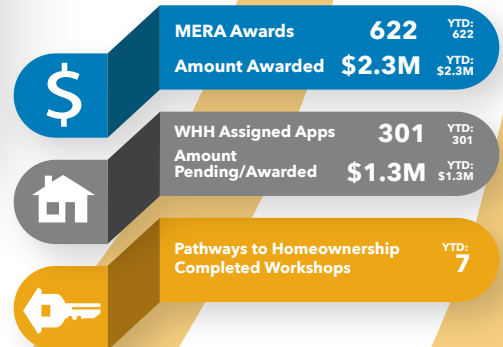 MERA Awards 622 YTD: 622
Amount Awarded $2.3M YTD: $2.3M
WHH Assigned Apps 301 YTD: 301
Amount
Pending/Awarded $1.3M YTD: $1.3M
Pathways to Homeownership YTD:
Completed Workshops 7
$